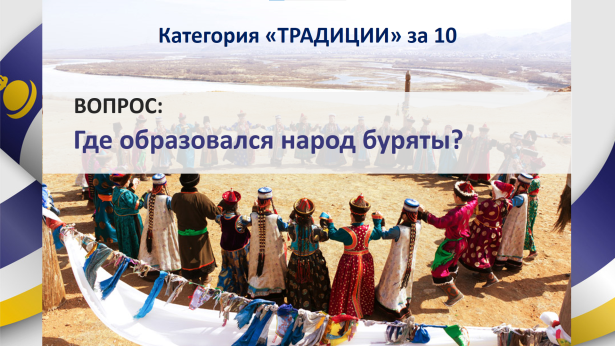 Категория «ТРАДИЦИИ» за 10
ВОПРОС:
Где образовался народ буряты?